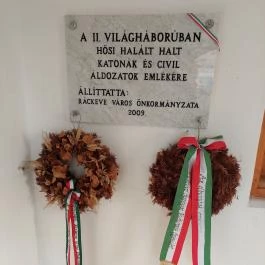 A II. VILÁGHÁBORÚBAN
HŐSI HALÁLT HALT
KATONÁK ÉS CIVIL
ÁLDOZATOK EMLÉKÉRE
ÁLLÍTTATTA:
RÁCKEVE VÁROS ÖNKORMÁNYZATA
2009.